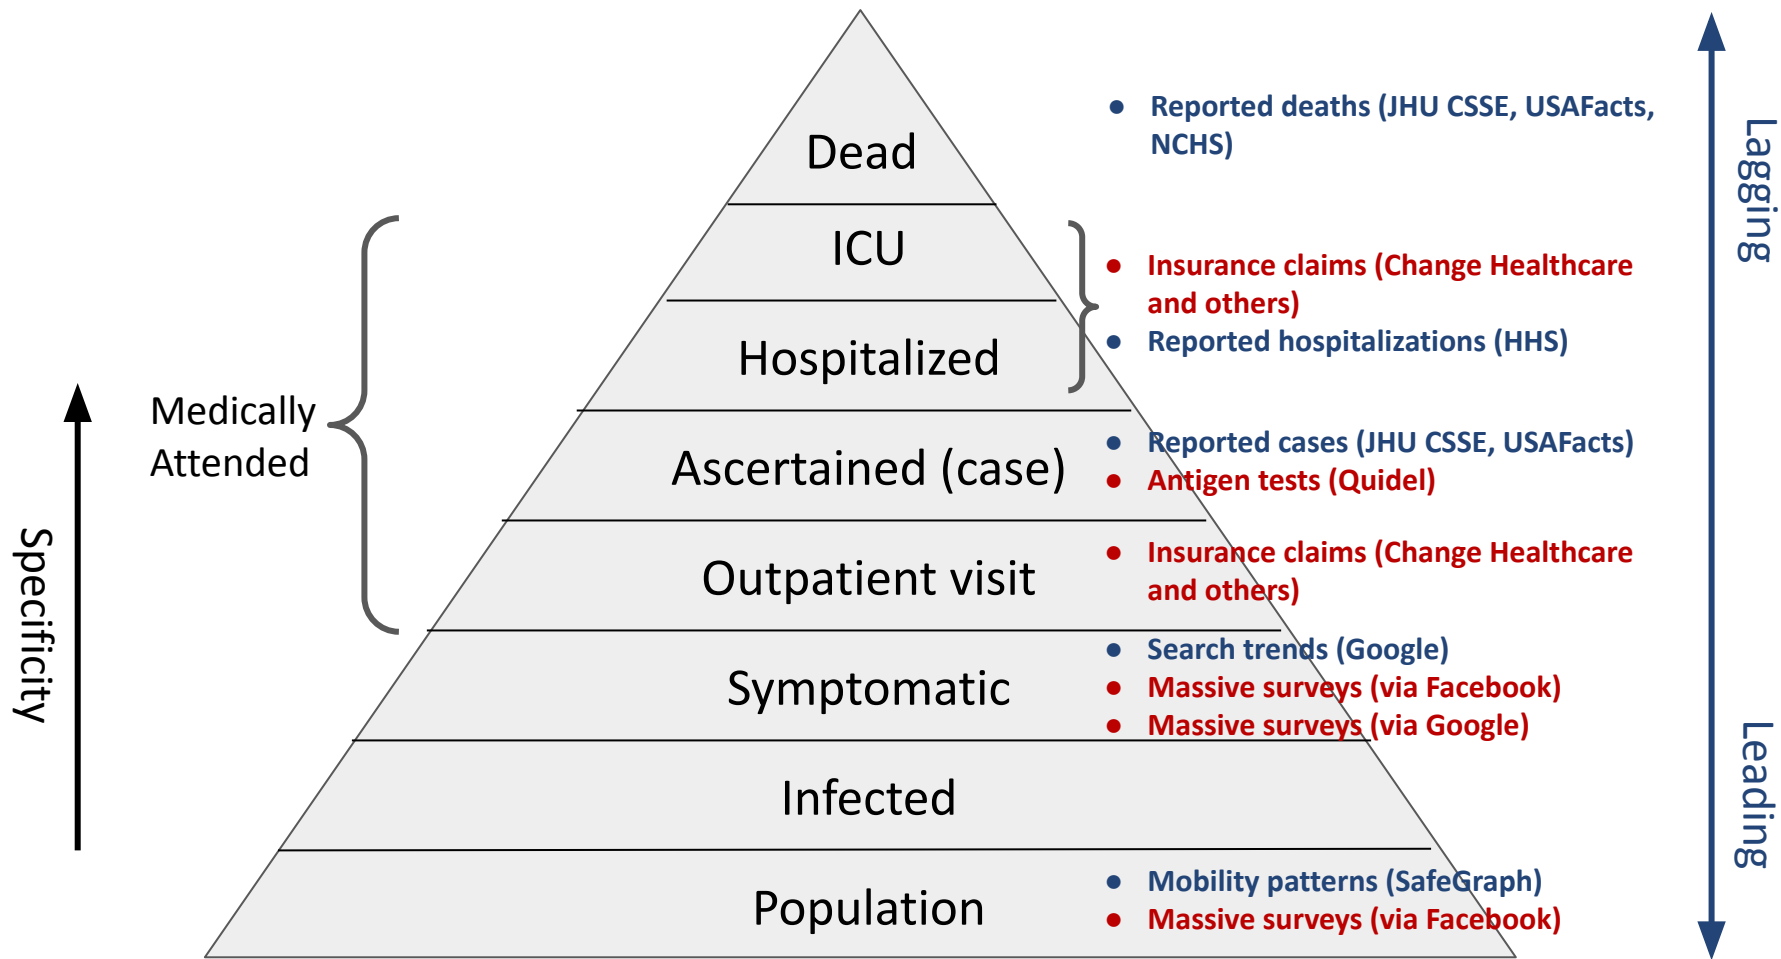 Dead
● Reported deaths (JHU CSSE, USAFacts,
NCHS)
Lagging
ICU
● Insurance claims (Change Healthcare
and others)
● Reported hospitalizations (HHS)
Hospitalized
Medically
Attended
● Reported cases (JHU CSSE, USAFacts)
Ascertained (case)
● Antigen tests (Quidel)
Specificity
Outpatient visit
● Insurance claims (Change Healthcare
and others)
Symptomatic
● Search trends (Google)
● Massive surveys (via Facebook)
● Massive surveys (via Google)
Leading
Infected
Population
● Mobility patterns (SafeGraph)
● Massive surveys (via Facebook)